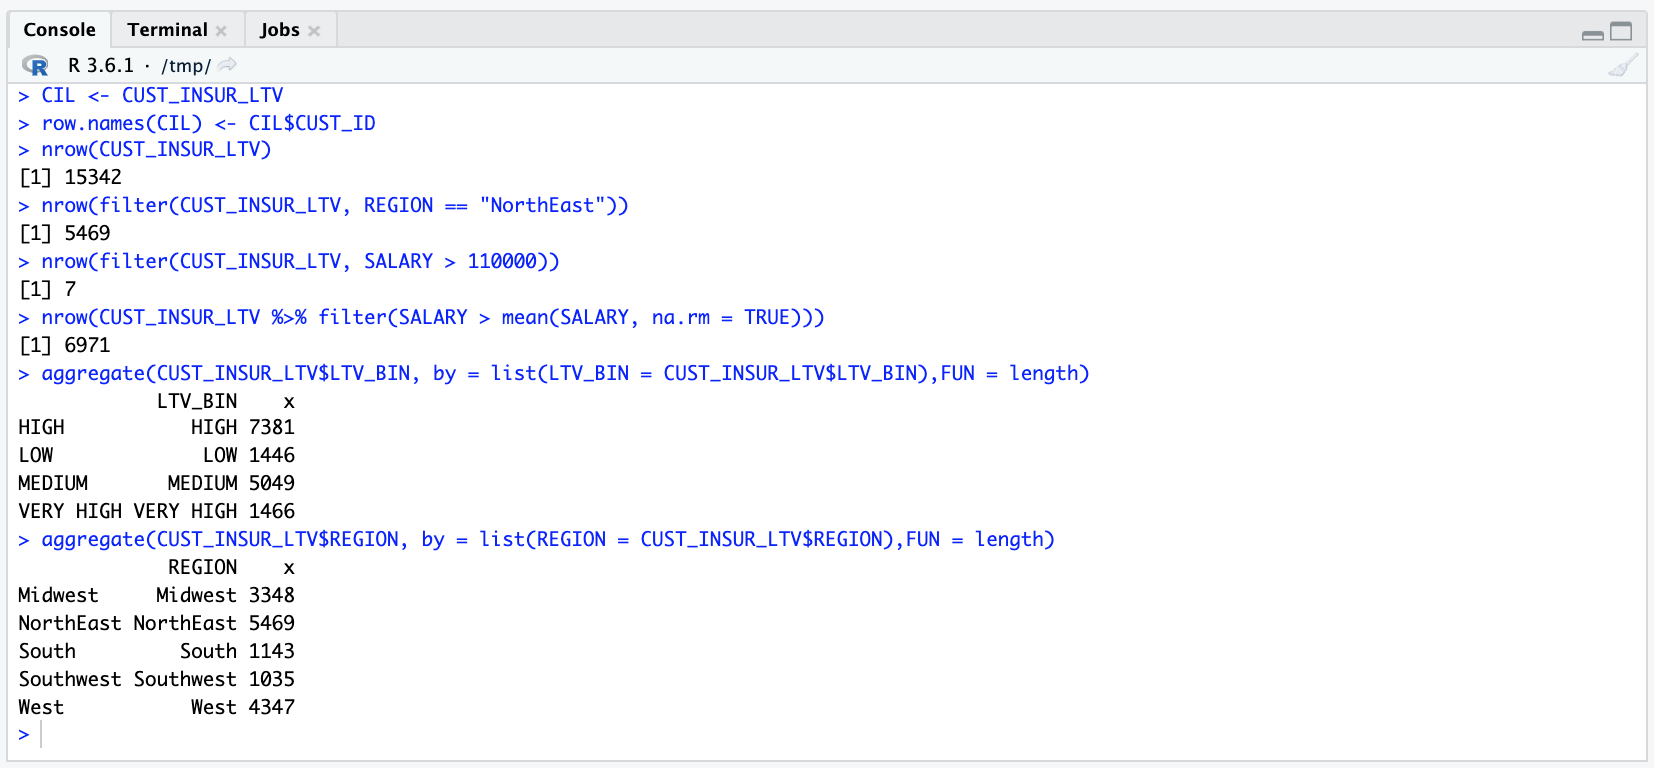 Console Terminal × Jobs ×
R R 3.6.1 · /tmp/
> CIL <- CUST_INSUR_LTV
> row.names(CIL) <- CIL$CUST_ID
> nrow(CUST_INSUR_LTV)
[1] 15342
> nrow(filter(CUST_INSUR_LTV, REGION == "NorthEast"))
[1] 5469
> nrow(filter(CUST_INSUR_LTV, SALARY > 110000))
[1] 7
> nrow(CUST_INSUR_LTV %>% filter(SALARY > mean(SALARY, na.rm = TRUE)))
[1] 6971
> aggregate(CUST_INSUR_LTV$LTV_BIN, by = list(LTV_BIN = CUST_INSUR_LTV$LTV_BIN),FUN = length)
            LTV_BIN    x
HIGH           HIGH 7381
LOW             LOW 1446
MEDIUM       MEDIUM 5049
VERY HIGH VERY HIGH 1466
> aggregate(CUST_INSUR_LTV$REGION, by = list(REGION = CUST_INSUR_LTV$REGION),FUN = length)
             REGION    x
Midwest     Midwest 3348
NorthEast NorthEast 5469
South         South 1143
Southwest Southwest 1035
West           West 4347
>